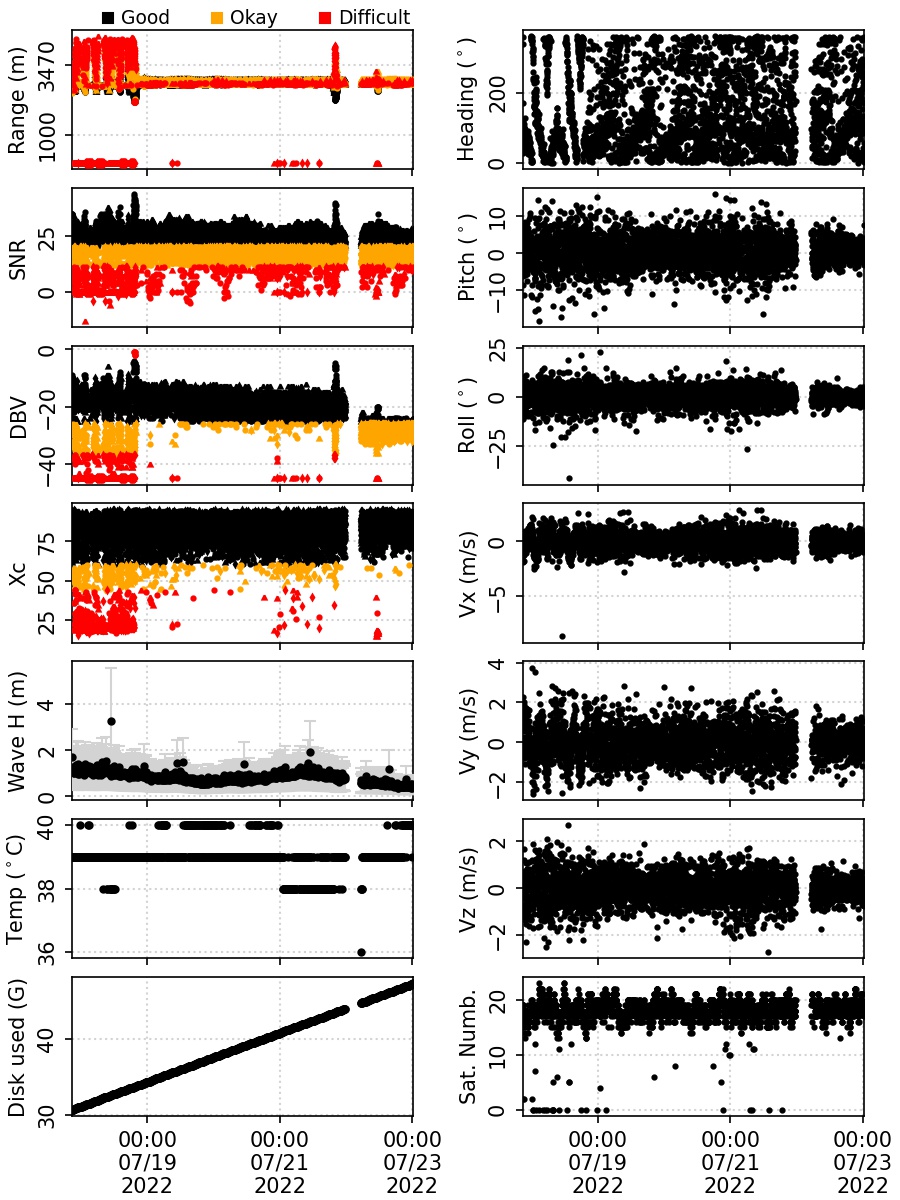 Good Okay Difficult
Range (m)
3470
1000
Heading (°)
200
0
SNR
25
0
Pitch (°)
10
0
−10
DBV
0
−20
−40
Roll (°)
25
0
−25
Xc
75
50
25
Vx (m/s)
0
−5
Wave H (m)
4
2
0
Vy (m/s)
4
2
0
−2
Temp (°C)
40
38
36
Vz (m/s)
2
0
−2
Disk used (G)
40
30
Sat. Numb.
20
10
0
00:00 00:00 00:00 00:00 00:00 00:00
07/19 07/21 07/23 07/19 07/21 07/23
2022 2022 2022 2022 2022 2022